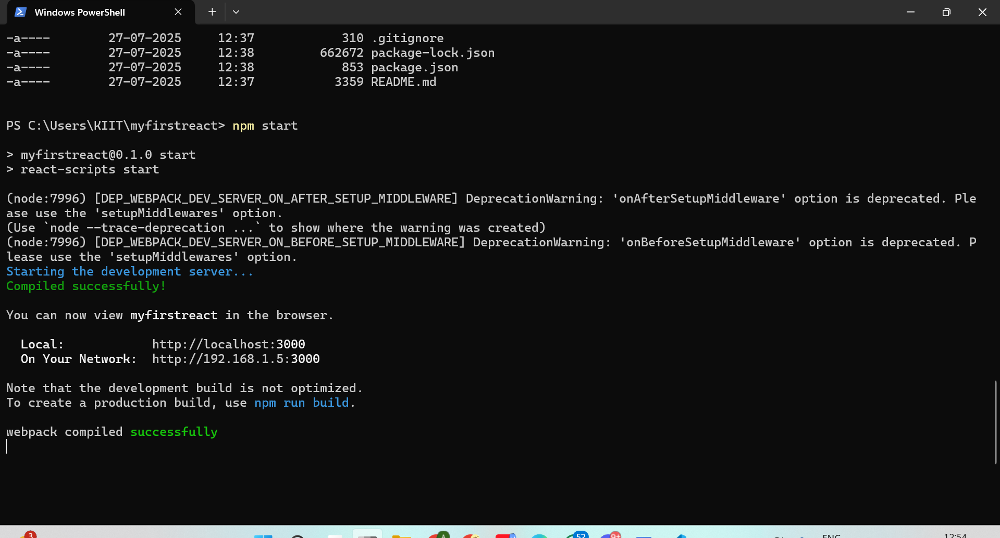 Windows PowerShell
-a----        27-07-2025     12:37            310 .gitignore
-a----        27-07-2025     12:38         662672 package-lock.json
-a----        27-07-2025     12:38            853 package.json
-a----        27-07-2025     12:37           3359 README.md
PS C:\Users\KIIT\myfirstreact> npm start
> myfirstreact@0.1.0 start
> react-scripts start
(node:7996) [DEP_WEBPACK_DEV_SERVER_ON_AFTER_SETUP_MIDDLEWARE] DeprecationWarning: 'onAfterSetupMiddleware' option is deprecated. Ple
ase use the 'setupMiddlewares' option.
(Use `node --trace-deprecation ...` to show where the warning was created)
(node:7996) [DEP_WEBPACK_DEV_SERVER_ON_BEFORE_SETUP_MIDDLEWARE] DeprecationWarning: 'onBeforeSetupMiddleware' option is deprecated. P
lease use the 'setupMiddlewares' option.
Starting the development server...
Compiled successfully!
You can now view myfirstreact in the browser.
  Local:            http://localhost:3000
  On Your Network:  http://192.168.1.5:3000
Note that the development build is not optimized.
To create a production build, use npm run build.
webpack compiled successfully
3 52 9+ ENG 12:54